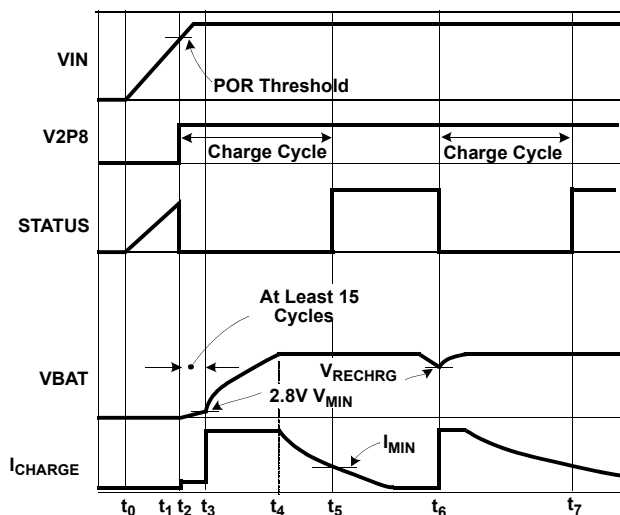 VIN
POR Threshold
V2P8
Charge Cycle
Charge Cycle
STATUS
At Least 15
Cycles
VBAT
VRECHRG
2.8V VMIN
IMIN
ICHARGE
t0
t1
t2
t3
t4
t5
t6
t7